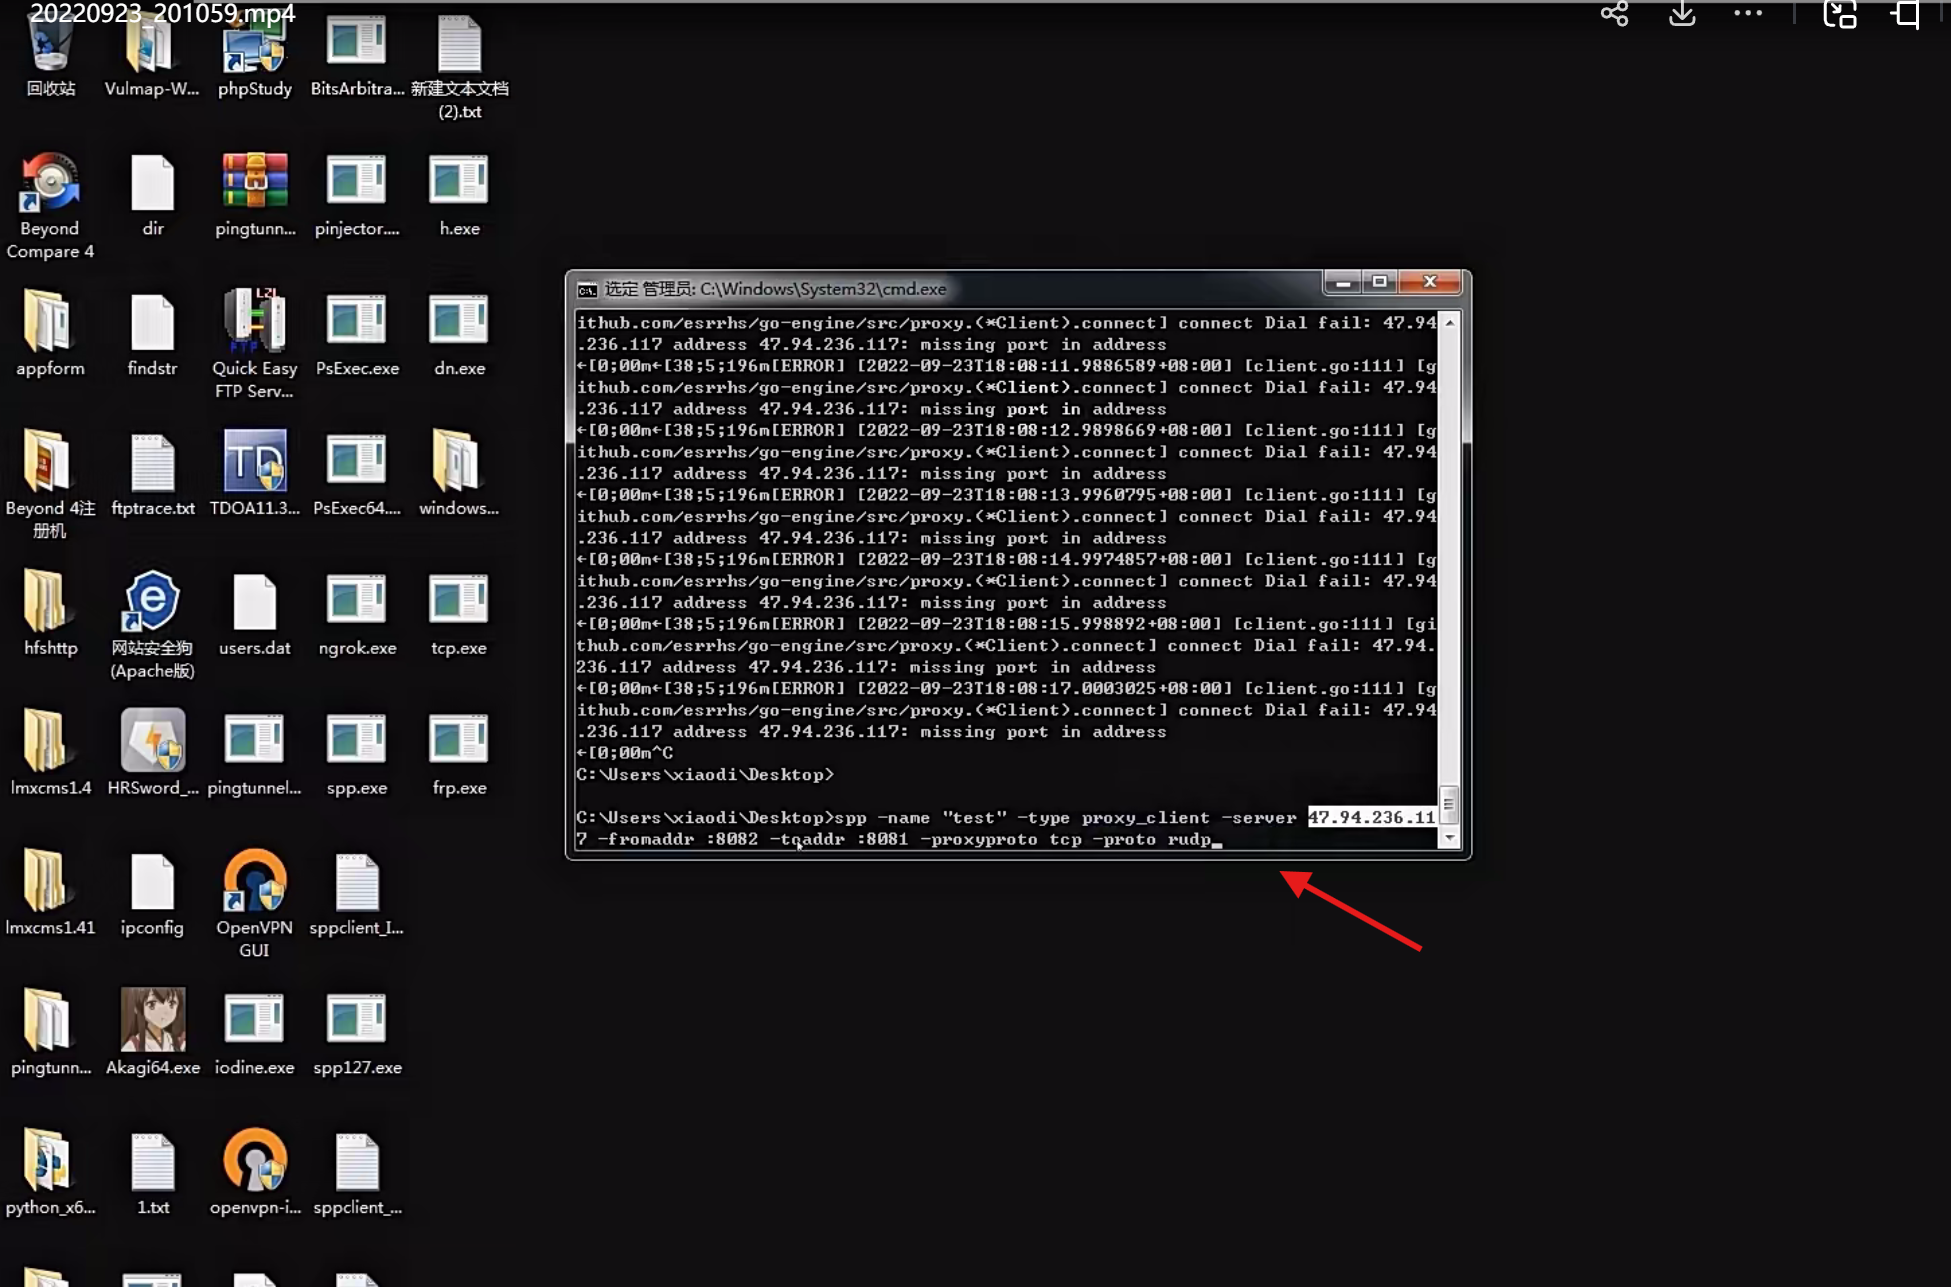 20220923_201059.mp4
回收站
Vulmap-W...
phpStudy
BitsArbitra...
新建文本文档
(2).txt
Beyond
Compare 4
dir
pingtunn...
pinjector....
h.exe
appform
findstr
Quick Easy
FTP Serv...
PsExec.exe
dn.exe
Beyond 4注
册机
ftptrace.txt
TDOA11.3...
PsExec64....
windows...
hfshttp
网站安全狗
(Apache版)
users.dat
ngrok.exe
tcp.exe
lmxcms1.4
HRSword_...
pingtunnel...
spp.exe
frp.exe
lmxcms1.41
ipconfig
OpenVPN
GUI
sppclient_I...
pingtunn...
Akagi64.exe
iodine.exe
spp127.exe
python_x6...
1.txt
openvpn-i...
sppclient_...
选定 管理员: C:\Windows\System32\cmd.exe
ithub.com/esrrhs/go-engine/src/proxy.(*Client).connect] connect Dial fail: 47.94
.236.117 address 47.94.236.117: missing port in address
←[0;00m←[38;5;196m[ERROR] [2022-09-23T18:08:11.9886589+08:00] [client.go:111] [g
ithub.com/esrrhs/go-engine/src/proxy.(*Client).connect] connect Dial fail: 47.94
.236.117 address 47.94.236.117: missing port in address
←[0;00m←[38;5;196m[ERROR] [2022-09-23T18:08:12.9898669+08:00] [client.go:111] [g
ithub.com/esrrhs/go-engine/src/proxy.(*Client).connect] connect Dial fail: 47.94
.236.117 address 47.94.236.117: missing port in address
←[0;00m←[38;5;196m[ERROR] [2022-09-23T18:08:13.9960795+08:00] [client.go:111] [g
ithub.com/esrrhs/go-engine/src/proxy.(*Client).connect] connect Dial fail: 47.94
.236.117 address 47.94.236.117: missing port in address
←[0;00m←[38;5;196m[ERROR] [2022-09-23T18:08:14.9974857+08:00] [client.go:111] [g
ithub.com/esrrhs/go-engine/src/proxy.(*Client).connect] connect Dial fail: 47.94
.236.117 address 47.94.236.117: missing port in address
←[0;00m←[38;5;196m[ERROR] [2022-09-23T18:08:15.998892+08:00] [client.go:111] [gi
thub.com/esrrhs/go-engine/src/proxy.(*Client).connect] connect Dial fail: 47.94.
236.117 address 47.94.236.117: missing port in address
←[0;00m←[38;5;196m[ERROR] [2022-09-23T18:08:17.0003025+08:00] [client.go:111] [g
ithub.com/esrrhs/go-engine/src/proxy.(*Client).connect] connect Dial fail: 47.94
.236.117 address 47.94.236.117: missing port in address
←[0;00m^C
C:\Users\xiaodi\Desktop>
C:\Users\xiaodi\Desktop>spp -name "test" -type proxy_client -server 47.94.236.11
7 -fromaddr :8082 -toaddr :8081 -proxyproto tcp -proto rudp_